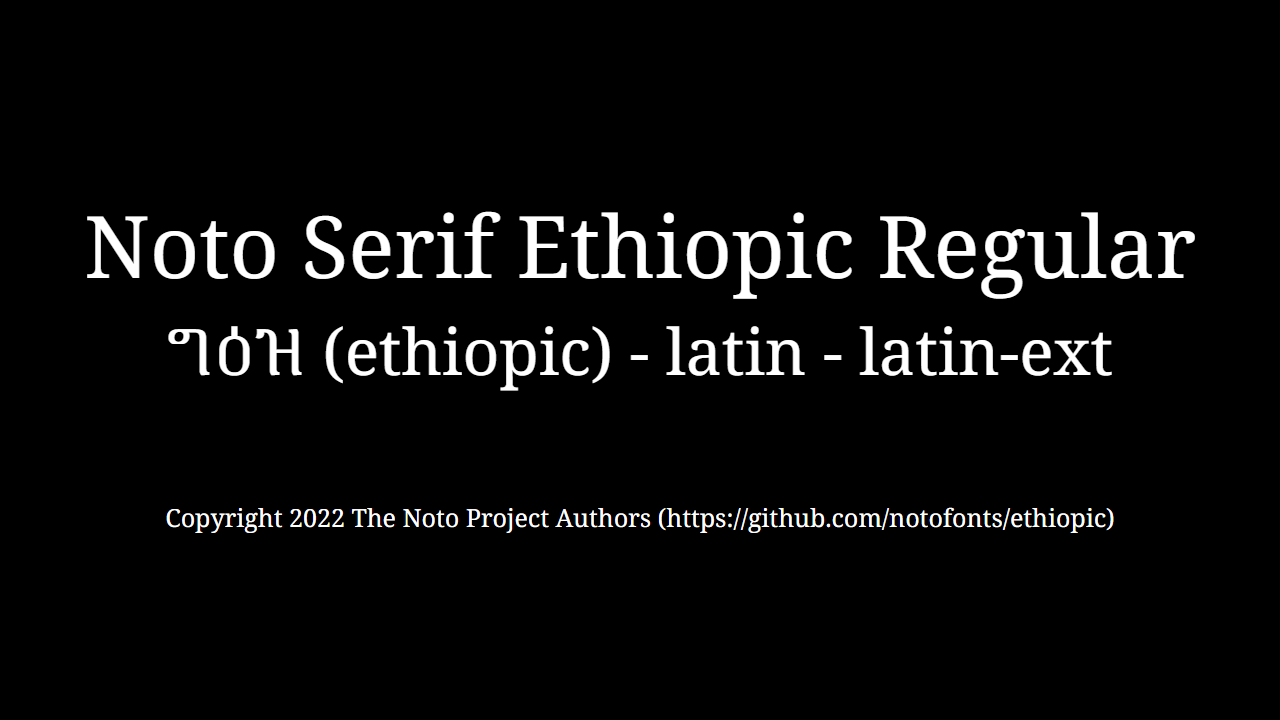 Noto Serif Ethiopic Regular
ግዕዝ (ethiopic) - latin - latin-ext
Copyright 2022 The Noto Project Authors (https://github.com/notofonts/ethiopic)